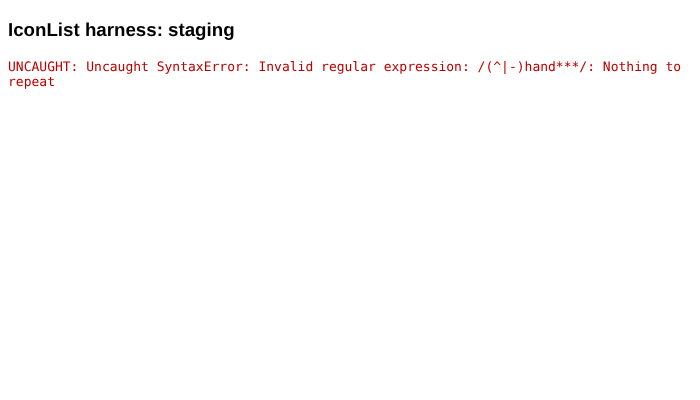 IconList harness: staging
UNCAUGHT: Uncaught SyntaxError: Invalid regular expression: /(^|-)hand***/: Nothing to
repeat